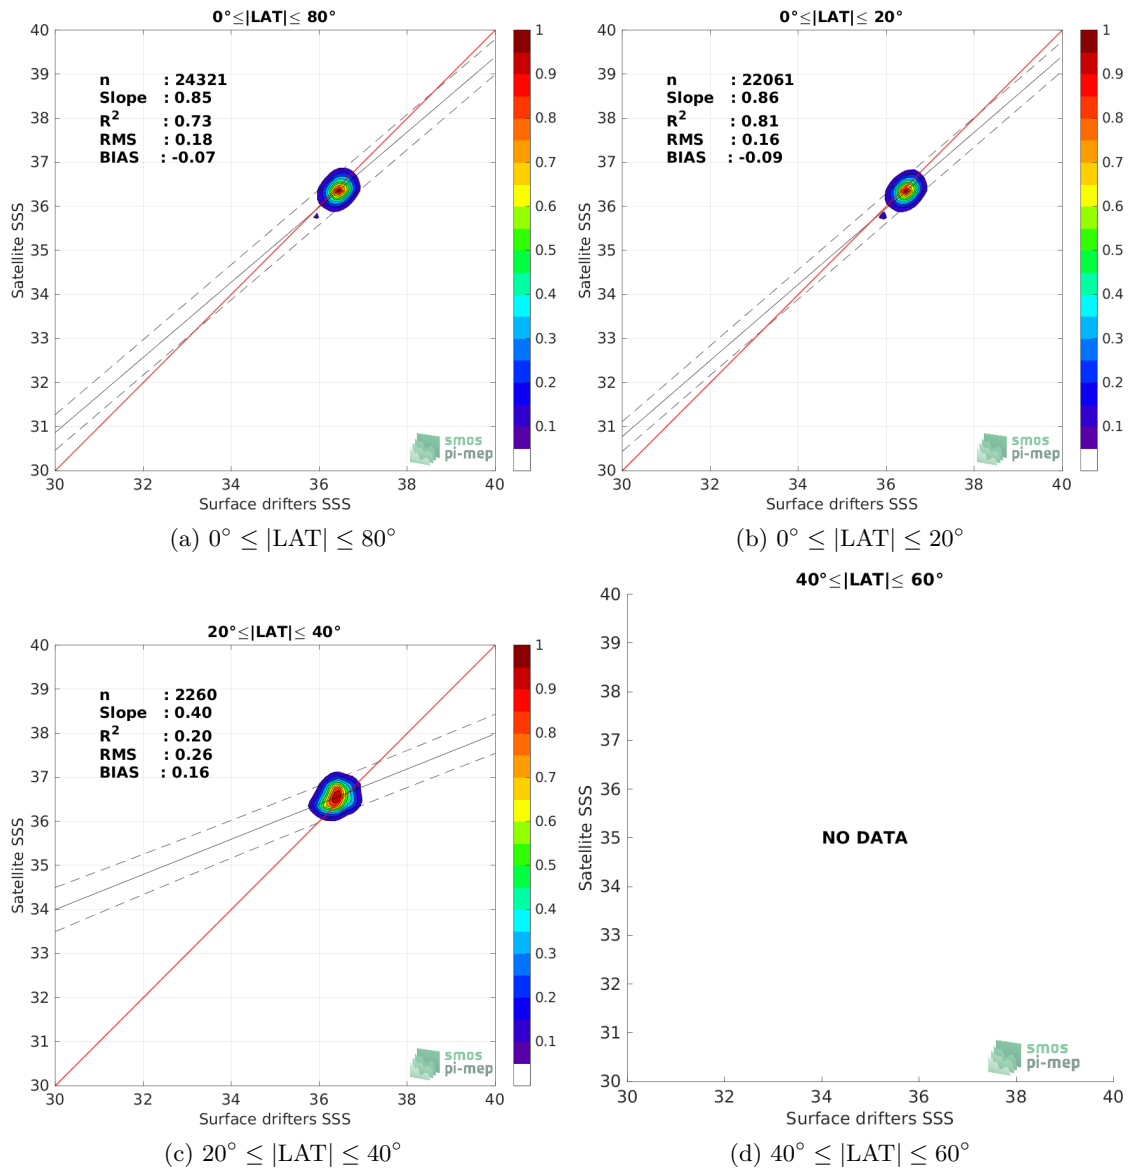 0°≤|LAT|≤ 80°
40
39
38
37
36
35
34
33
32
31
30
30
32
34
36
38
40
Satellite SSS
Surface drifters SSS
n : 24321
Slope : 0.85
R² : 0.73
RMS : 0.18
BIAS : -0.07
smos
pi-mep
1
0.9
0.8
0.7
0.6
0.5
0.4
0.3
0.2
0.1
(a) 0° ≤ |LAT| ≤ 80°
0°≤|LAT|≤ 20°
40
39
38
37
36
35
34
33
32
31
30
30
32
34
36
38
40
Satellite SSS
Surface drifters SSS
n : 22061
Slope : 0.86
R² : 0.81
RMS : 0.16
BIAS : -0.09
smos
pi-mep
1
0.9
0.8
0.7
0.6
0.5
0.4
0.3
0.2
0.1
(b) 0° ≤ |LAT| ≤ 20°
20°≤|LAT|≤ 40°
40
39
38
37
36
35
34
33
32
31
30
30
32
34
36
38
40
Satellite SSS
Surface drifters SSS
n : 2260
Slope : 0.40
R² : 0.20
RMS : 0.26
BIAS : 0.16
smos
pi-mep
1
0.9
0.8
0.7
0.6
0.5
0.4
0.3
0.2
0.1
(c) 20° ≤ |LAT| ≤ 40°
40°≤|LAT|≤ 60°
40
39
38
37
36
35
34
33
32
31
30
30
32
34
36
38
40
Satellite SSS
Surface drifters SSS
NO DATA
smos
pi-mep
(d) 40° ≤ |LAT| ≤ 60°